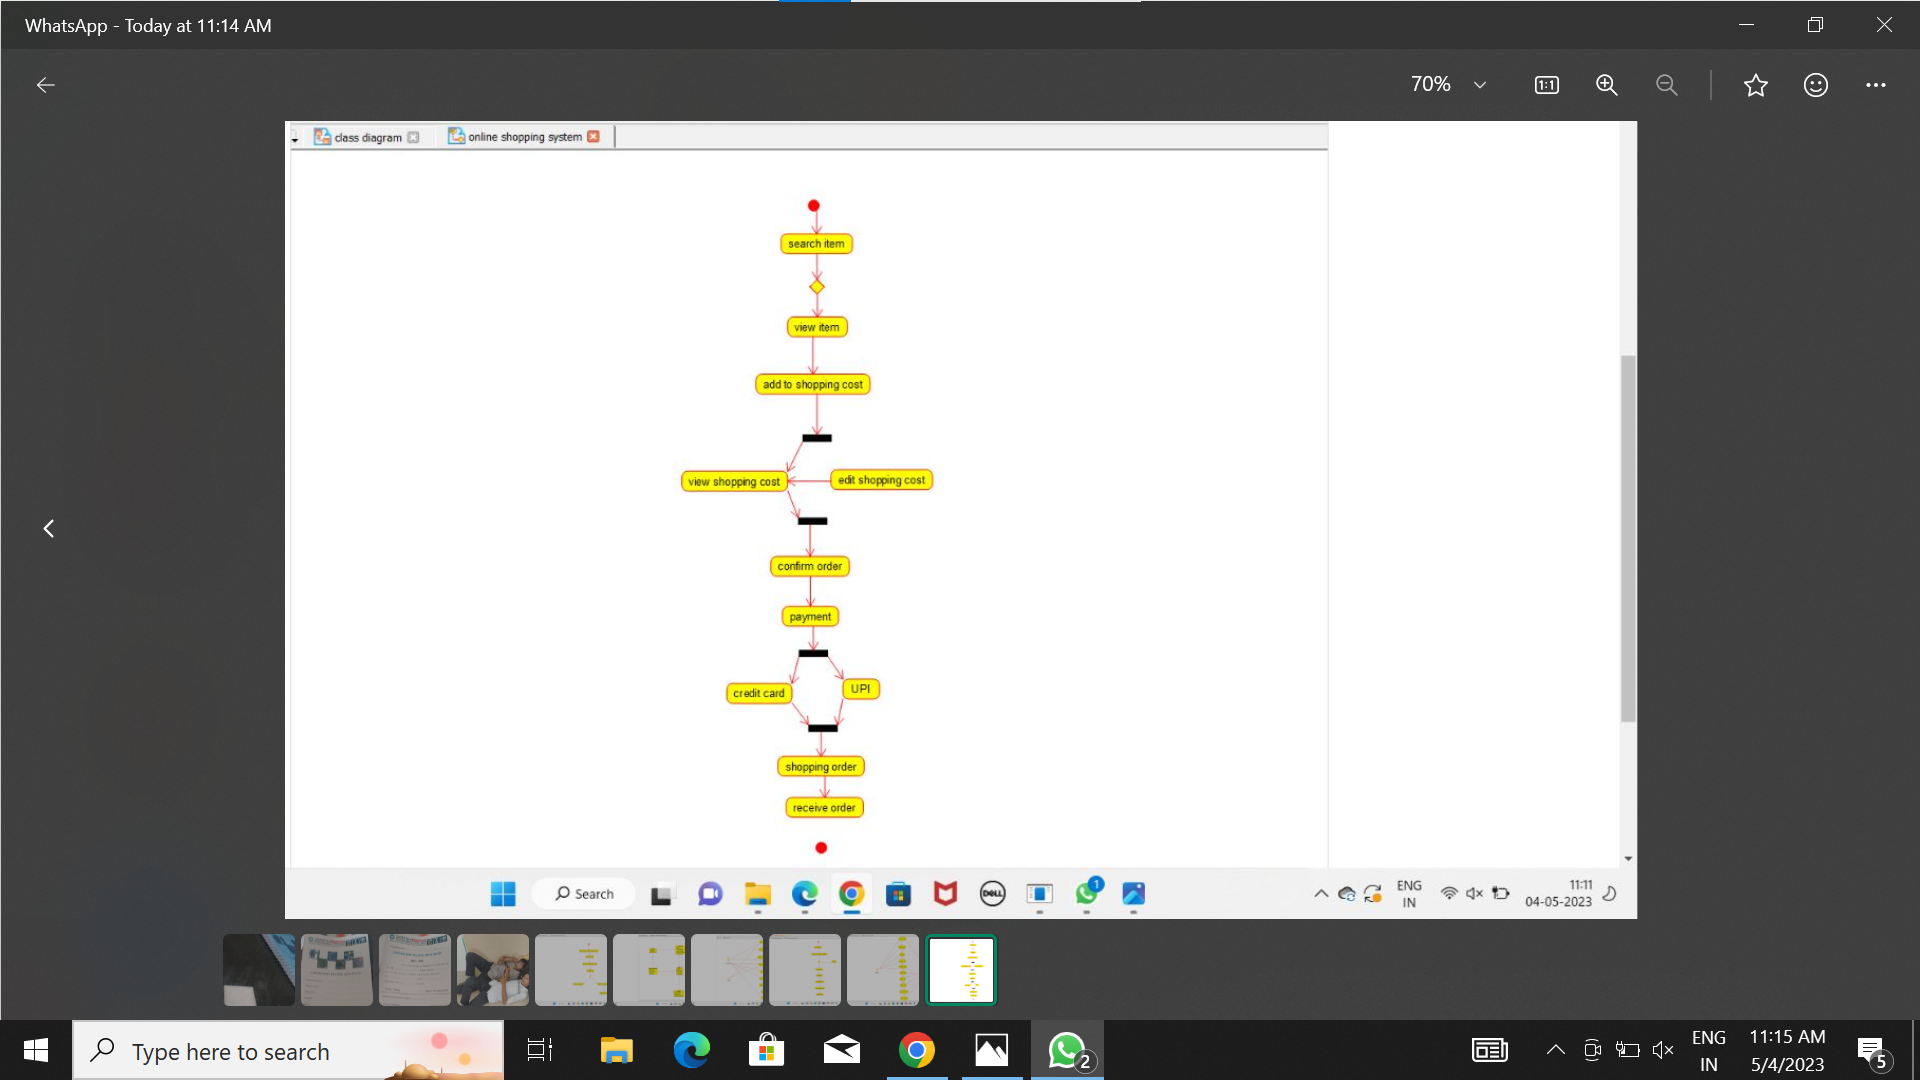 WhatsApp - Today at 11:14 AM
70%
1:1
class diagram
online shopping system
search item
view item
add to shopping cost
view shopping cost
edit shopping cost
confirm order
payment
credit card
UPI
shopping order
receive order
Search
DELL
1
ENG
IN
11:11
04-05-2023
Type here to search
2
ENG
IN
11:15 AM
5/4/2023
5